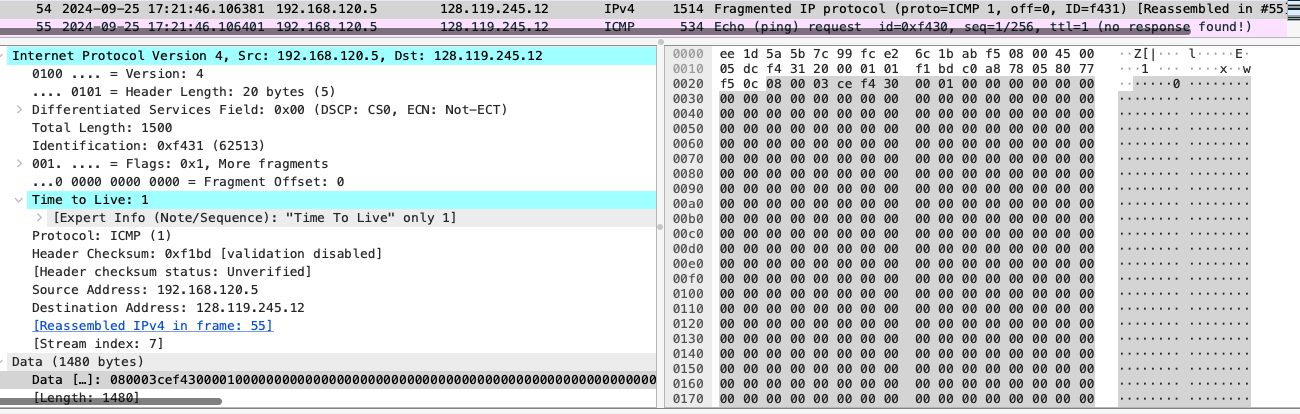 54 2024-09-25 17:21:46.106381 192.168.120.5 128.119.245.12 IPv4 1514 Fragmented IP protocol (proto=ICMP 1, off=0, ID=f431) [Reassembled in #55]
55 2024-09-25 17:21:46.106401 192.168.120.5 128.119.245.12 ICMP 534 Echo (ping) request id=0xf430, seq=1/256, ttl=1 (no response found!)
Internet Protocol Version 4, Src: 192.168.120.5, Dst: 128.119.245.12
0100 .... = Version: 4
.... 0101 = Header Length: 20 bytes (5)
Differentiated Services Field: 0x00 (DSCP: CS0, ECN: Not-ECT)
Total Length: 1500
Identification: 0xf431 (62513)
001. .... = Flags: 0x1, More fragments
...0 0000 0000 0000 = Fragment Offset: 0
Time to Live: 1
[Expert Info (Note/Sequence): "Time To Live" only 1]
Protocol: ICMP (1)
Header Checksum: 0xf1bd [validation disabled]
[Header checksum status: Unverified]
Source Address: 192.168.120.5
Destination Address: 128.119.245.12
[Reassembled IPv4 in frame: 55]
[Stream index: 7]
Data (1480 bytes)
Data […]: 080003cef43000010000000000000000000000000000000000000000000000000000000
[Length: 1480]
0000 ee 1d 5a 5b 7c 99 fc e2 6c 1b ab f5 08 00 45 00 ··Z[|··· l·····E·
0010 05 dc f4 31 20 00 01 01 f1 bd c0 a8 78 05 80 77 ···1 ··· ····x··w
0020 f5 0c 08 00 03 ce f4 30 00 01 00 00 00 00 00 00 ·······0 ········
0030 00 00 00 00 00 00 00 00 00 00 00 00 00 00 00 00 ········ ········
0040 00 00 00 00 00 00 00 00 00 00 00 00 00 00 00 00 ········ ········
0050 00 00 00 00 00 00 00 00 00 00 00 00 00 00 00 00 ········ ········
0060 00 00 00 00 00 00 00 00 00 00 00 00 00 00 00 00 ········ ········
0070 00 00 00 00 00 00 00 00 00 00 00 00 00 00 00 00 ········ ········
0080 00 00 00 00 00 00 00 00 00 00 00 00 00 00 00 00 ········ ········
0090 00 00 00 00 00 00 00 00 00 00 00 00 00 00 00 00 ········ ········
00a0 00 00 00 00 00 00 00 00 00 00 00 00 00 00 00 00 ········ ········
00b0 00 00 00 00 00 00 00 00 00 00 00 00 00 00 00 00 ········ ········
00c0 00 00 00 00 00 00 00 00 00 00 00 00 00 00 00 00 ········ ········
00d0 00 00 00 00 00 00 00 00 00 00 00 00 00 00 00 00 ········ ········
00e0 00 00 00 00 00 00 00 00 00 00 00 00 00 00 00 00 ········ ········
00f0 00 00 00 00 00 00 00 00 00 00 00 00 00 00 00 00 ········ ········
0100 00 00 00 00 00 00 00 00 00 00 00 00 00 00 00 00 ········ ········
0110 00 00 00 00 00 00 00 00 00 00 00 00 00 00 00 00 ········ ········
0120 00 00 00 00 00 00 00 00 00 00 00 00 00 00 00 00 ········ ········
0130 00 00 00 00 00 00 00 00 00 00 00 00 00 00 00 00 ········ ········
0140 00 00 00 00 00 00 00 00 00 00 00 00 00 00 00 00 ········ ········
0150 00 00 00 00 00 00 00 00 00 00 00 00 00 00 00 00 ········ ········
0160 00 00 00 00 00 00 00 00 00 00 00 00 00 00 00 00 ········ ········
0170 00 00 00 00 00 00 00 00 00 00 00 00 00 00 00 00 ········ ········